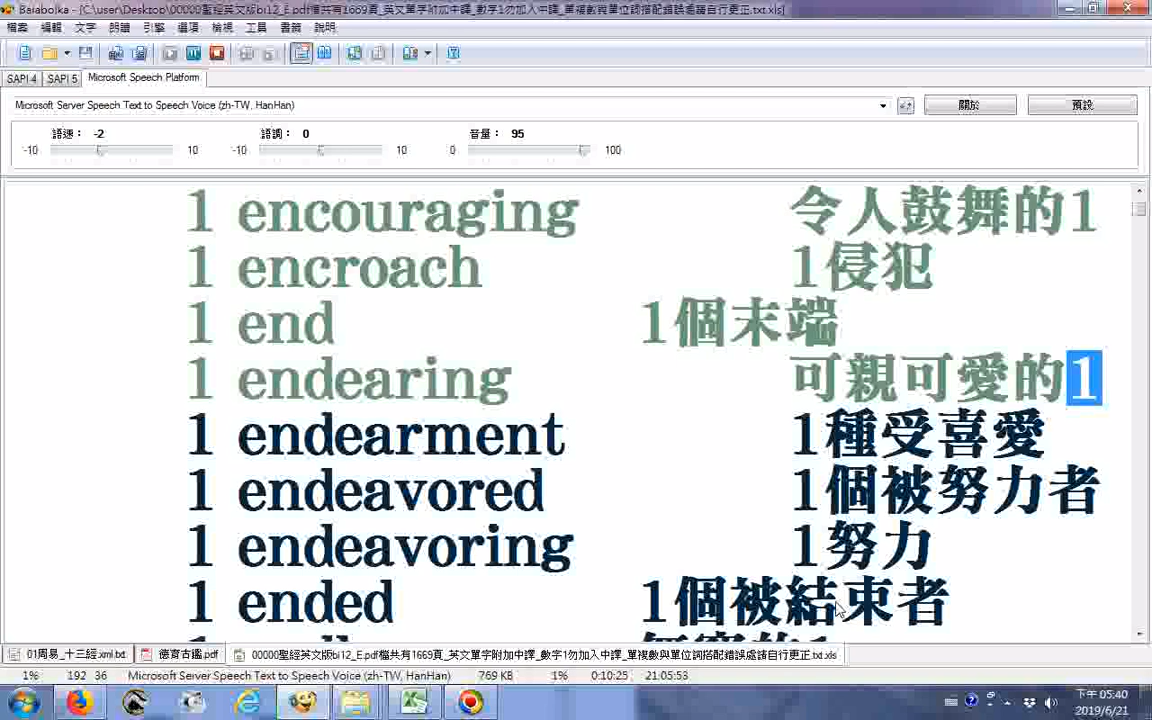 Balabolka - [C:\user\Desktop\00000聖經英文版bi12_E.pdf檔共有1669頁_英文單字附加中譯_數字1勿加入中譯_單複數與單位詞搭配錯誤處請自行更正.txt.xls]
檔案 編輯 文字 朗讀 引擎 選項 檢視 工具 書籤 說明
SAPI 4 SAPI 5 Microsoft Speech Platform
Microsoft Server Speech Text to Speech Voice (zh-TW, HanHan) 關於 預設
語速： -2 語調： 0 音量： 95
-10 10 -10 10 0 100
1 encouraging 令人鼓舞的1
1 encroach 1侵犯
1 end 1個末端
1 endearing 可親可愛的1
1 endearment 1種受喜愛
1 endeavored 1個被努力者
1 endeavoring 1努力
1 ended 1個被結束者
01周易_十三經.xml.txt 德育古鑑.pdf 00000聖經英文版bi12_E.pdf檔共有1669頁_英文單字附加中譯_數字1勿加入中譯_單複數與單位詞搭配錯誤處請自行更正.txt.xls
1% 192 36 Microsoft Server Speech Text to Speech Voice (zh-TW, HanHan) 769 KB 1% 0:10:25 21:05:53
下午 05:40
2019/6/21